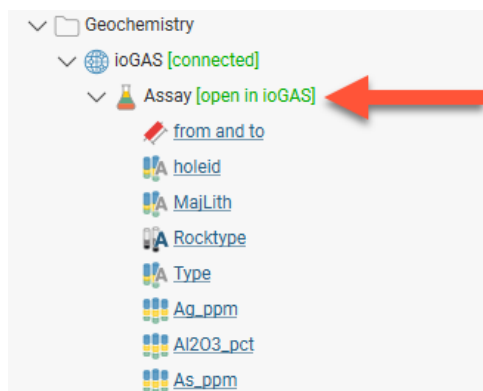 Geochemistry
ioGAS [connected]
Assay [open in ioGAS]
from and to
holeid
MajLith
Rocktype
Type
Ag_ppm
Al2O3_pct
As_ppm